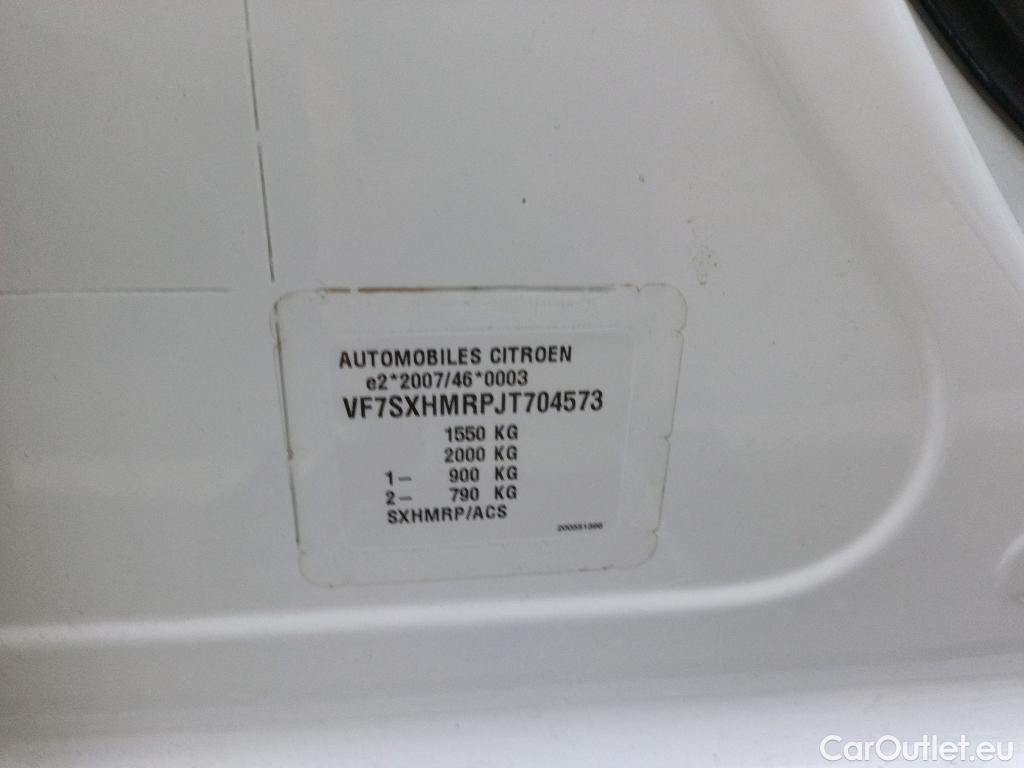 AUTOMOBILES CITROEN
e2*2007/46*0003
VF7SXHMRPJT704573
1550 KG
2000 KG
1- 900 KG
2- 790 KG
SXHMRP/ACS
CarOutlet.eu